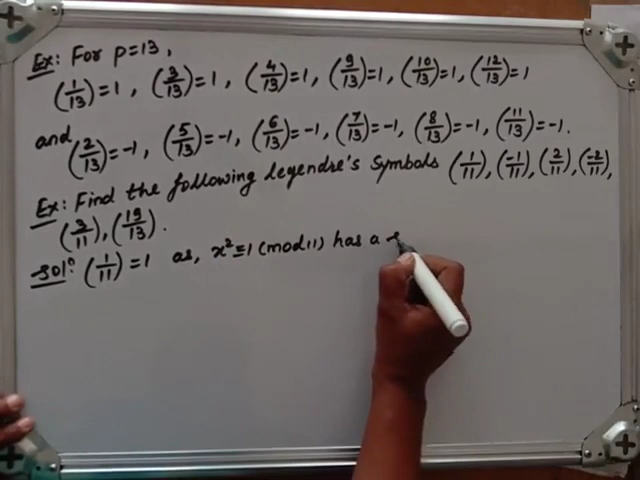 Ex: For p=13,
(1/13)=1, (3/13)=1, (4/13)=1, (9/13)=1, (10/13)=1, (12/13)=1
and (2/13)=-1, (5/13)=-1, (6/13)=-1, (7/13)=-1, (8/13)=-1, (11/13)=-1.
Ex: Find the following legendre's Symbols (1/11), (-1/11), (2/11), (-2/11),
(3/11), (19/13).
Solⁿ: (1/11)=1 as, x²≡1(mod 11) has a